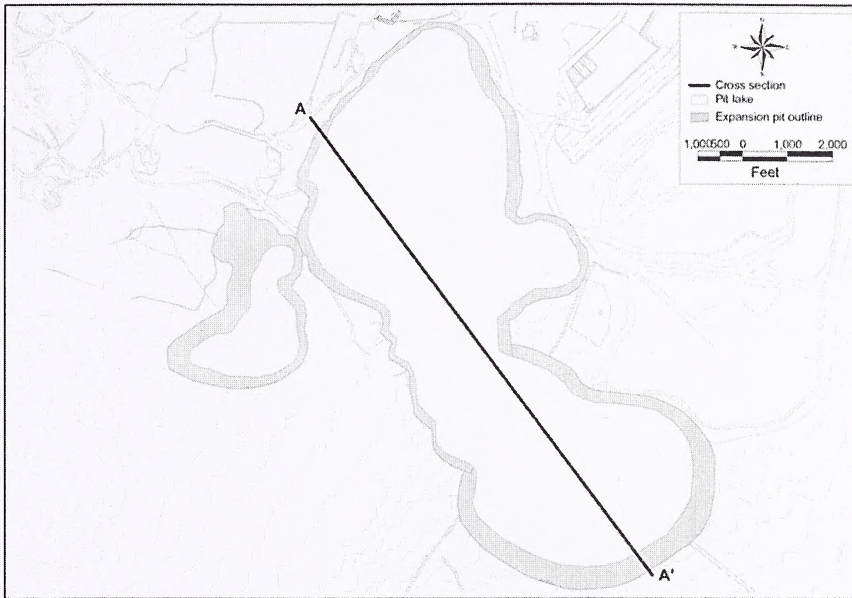 A
Cross section
Pit lake
Expansion pit outline
1,000500 0 1,000 2,000
Feet
A'